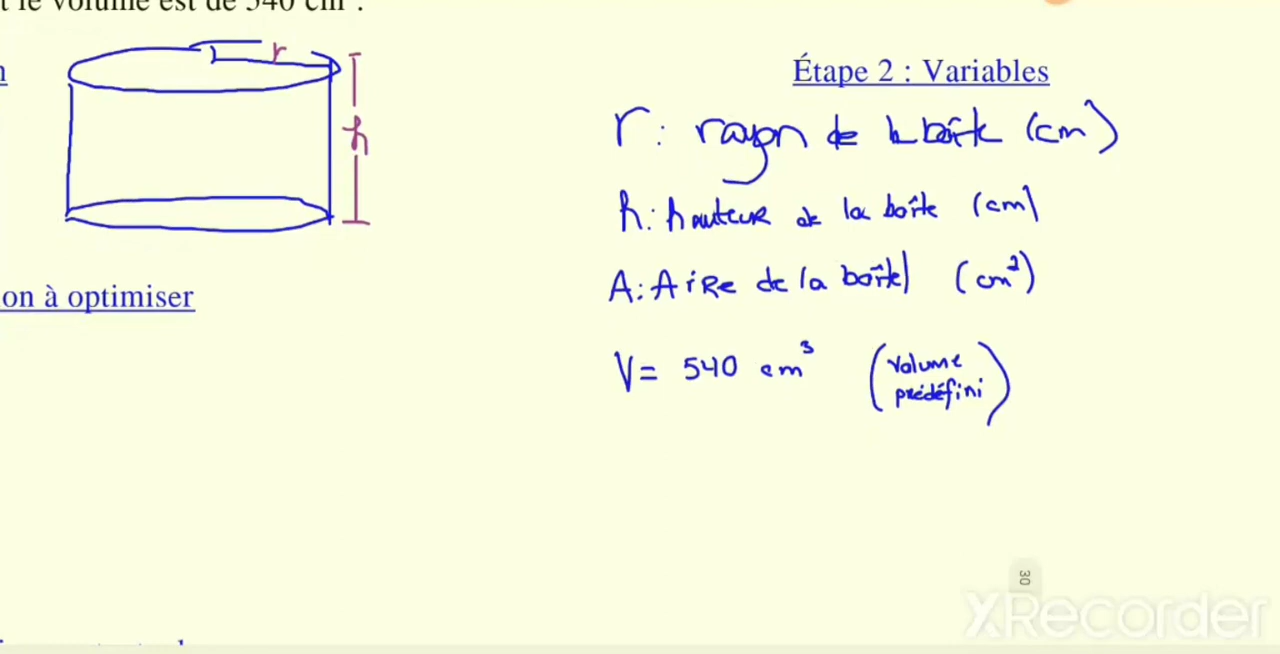 t le volume est de 540 cm³.
r
h
Étape 2 : Variables
r: rayon de la boîte (cm)
h: hauteur de la boîte (cm)
A: Aire de la boîte (cm²)
V= 540 cm³ (volume
prédéfini)
on à optimiser
30
XRecorder